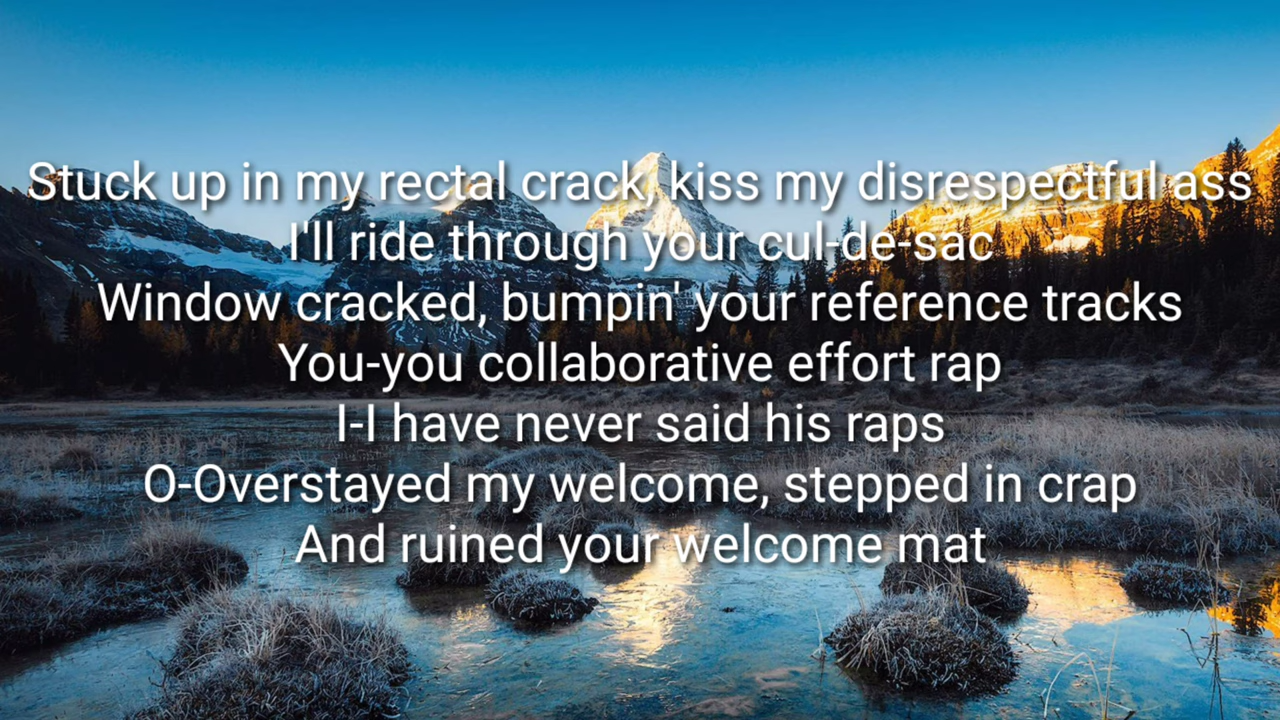 Stuck up in my rectal crack, kiss my disrespectful ass
I'll ride through your cul-de-sac
Window cracked, bumpin' your reference tracks
You-you collaborative effort rap
I-I have never said his raps
O-Overstayed my welcome, stepped in crap
And ruined your welcome mat